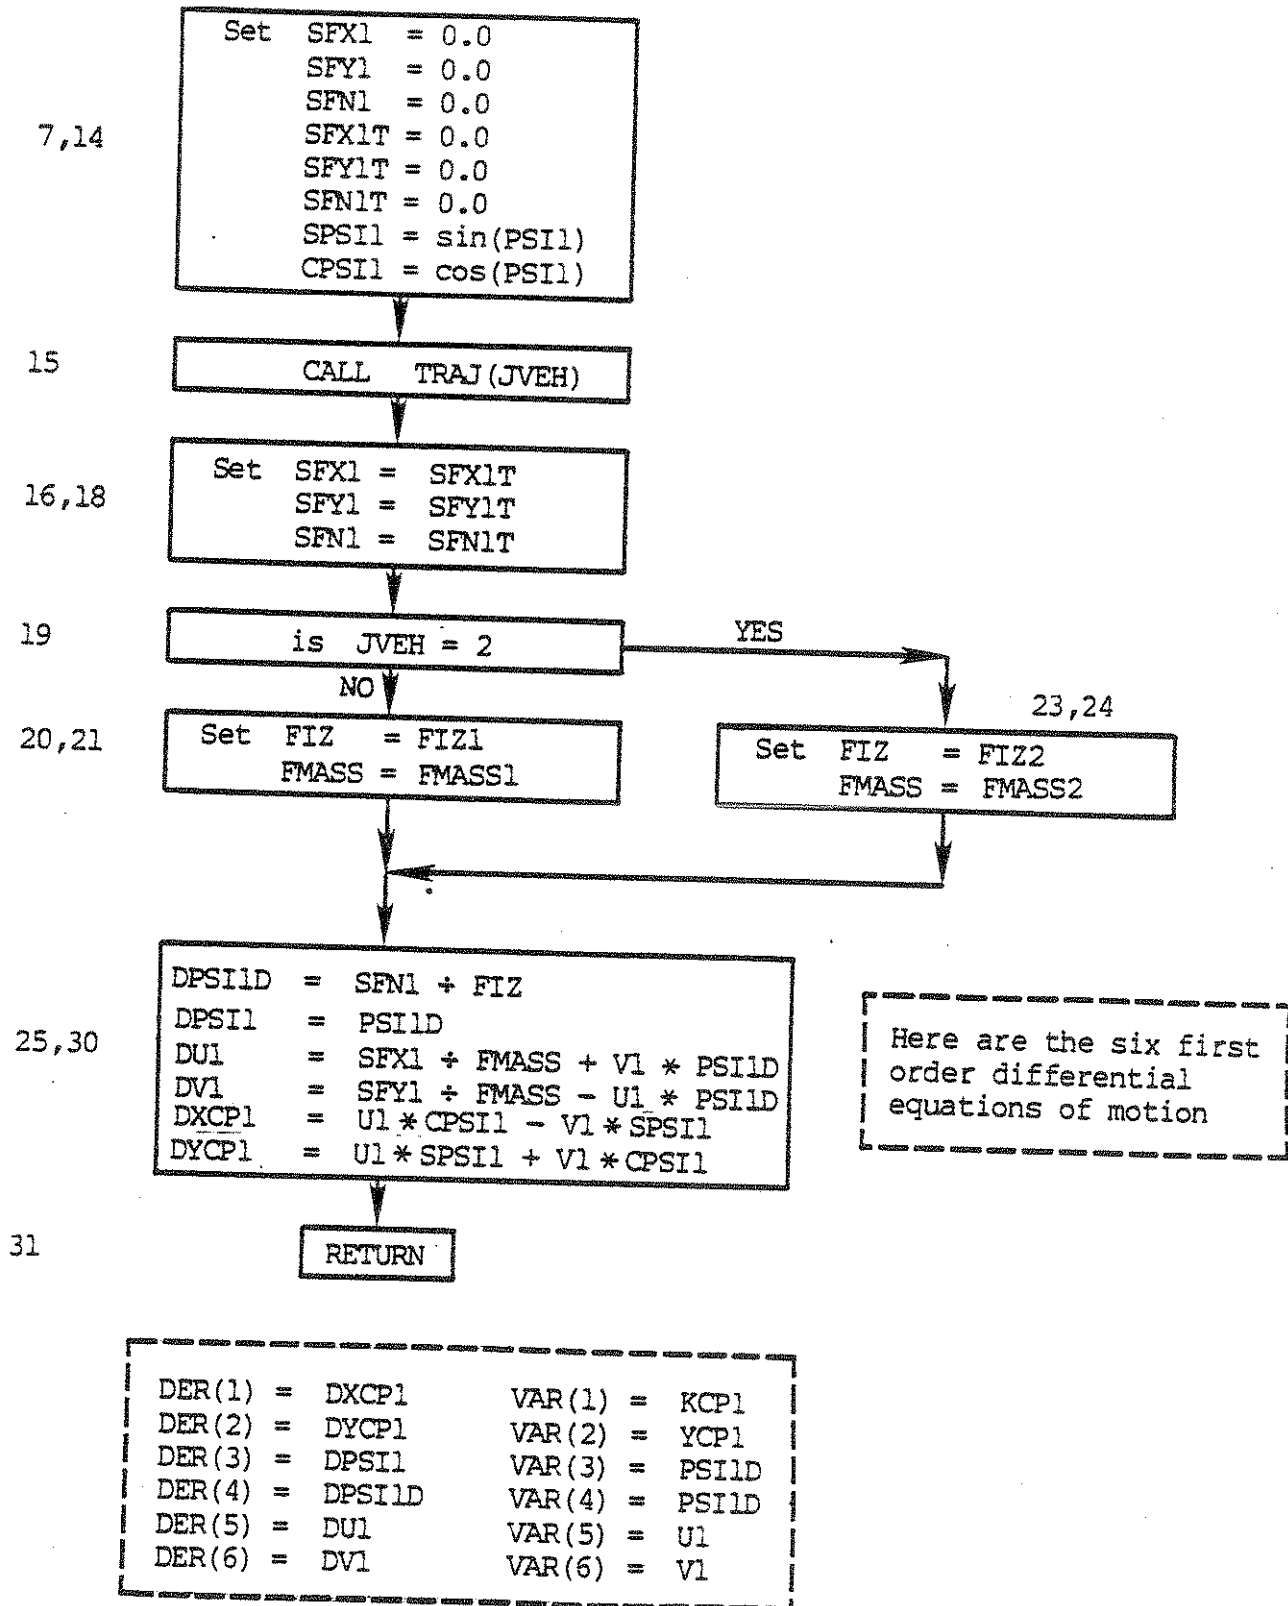 Set SFX1 = 0.0
SFY1 = 0.0
SFN1 = 0.0
7,14
SFX1T = 0.0
SFY1T = 0.0
SFN1T = 0.0
SPSI1 = sin(PSI1)
CPSI1 = cos(PSI1)
15
CALL TRAJ(JVEH)
16,18
Set SFX1 = SFX1T
SFY1 = SFY1T
SFN1 = SFN1T
19
is JVEH = 2
YES
NO
20,21
Set FIZ = FIZ1
FMASS = FMASS1
23,24
Set FIZ = FIZ2
FMASS = FMASS2
25,30
DPSI1D = SFN1 ÷ FIZ
DPSI1 = PSI1D
DU1 = SFX1 ÷ FMASS + V1 * PSI1D
DV1 = SFY1 ÷ FMASS - U1 * PSI1D
DXCP1 = U1 * CPSI1 - V1 * SPSI1
DYCP1 = U1 * SPSI1 + V1 * CPSI1
Here are the six first
order differential
equations of motion
31
RETURN
DER(1) = DXCP1 VAR(1) = KCP1
DER(2) = DYCP1 VAR(2) = YCP1
DER(3) = DPSI1 VAR(3) = PSI1D
DER(4) = DPSI1D VAR(4) = PSI1D
DER(5) = DU1 VAR(5) = U1
DER(6) = DV1 VAR(6) = V1